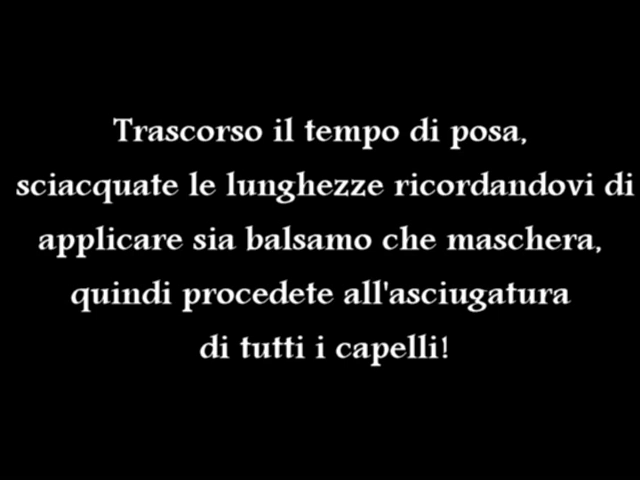 Trascorso il tempo di posa,
sciacquate le lunghezze ricordandovi di
applicare sia balsamo che maschera,
quindi procedete all'asciugatura
di tutti i capelli!